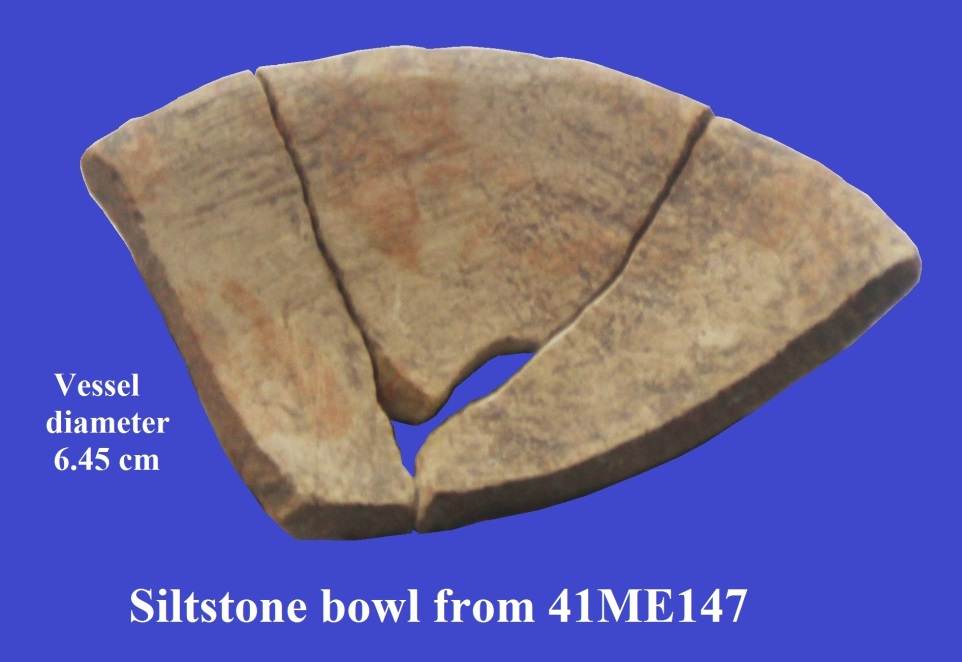 Vessel
diameter
6.45 cm
Siltstone bowl from 41ME147